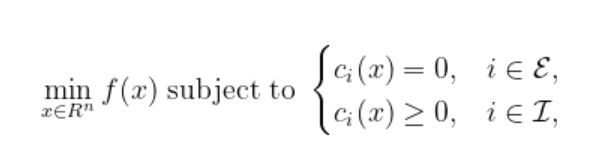 min f(x) subject to { c_i(x) = 0, i ∈ ℰ,
x∈R^n c_i(x) ≥ 0, i ∈ ℐ,